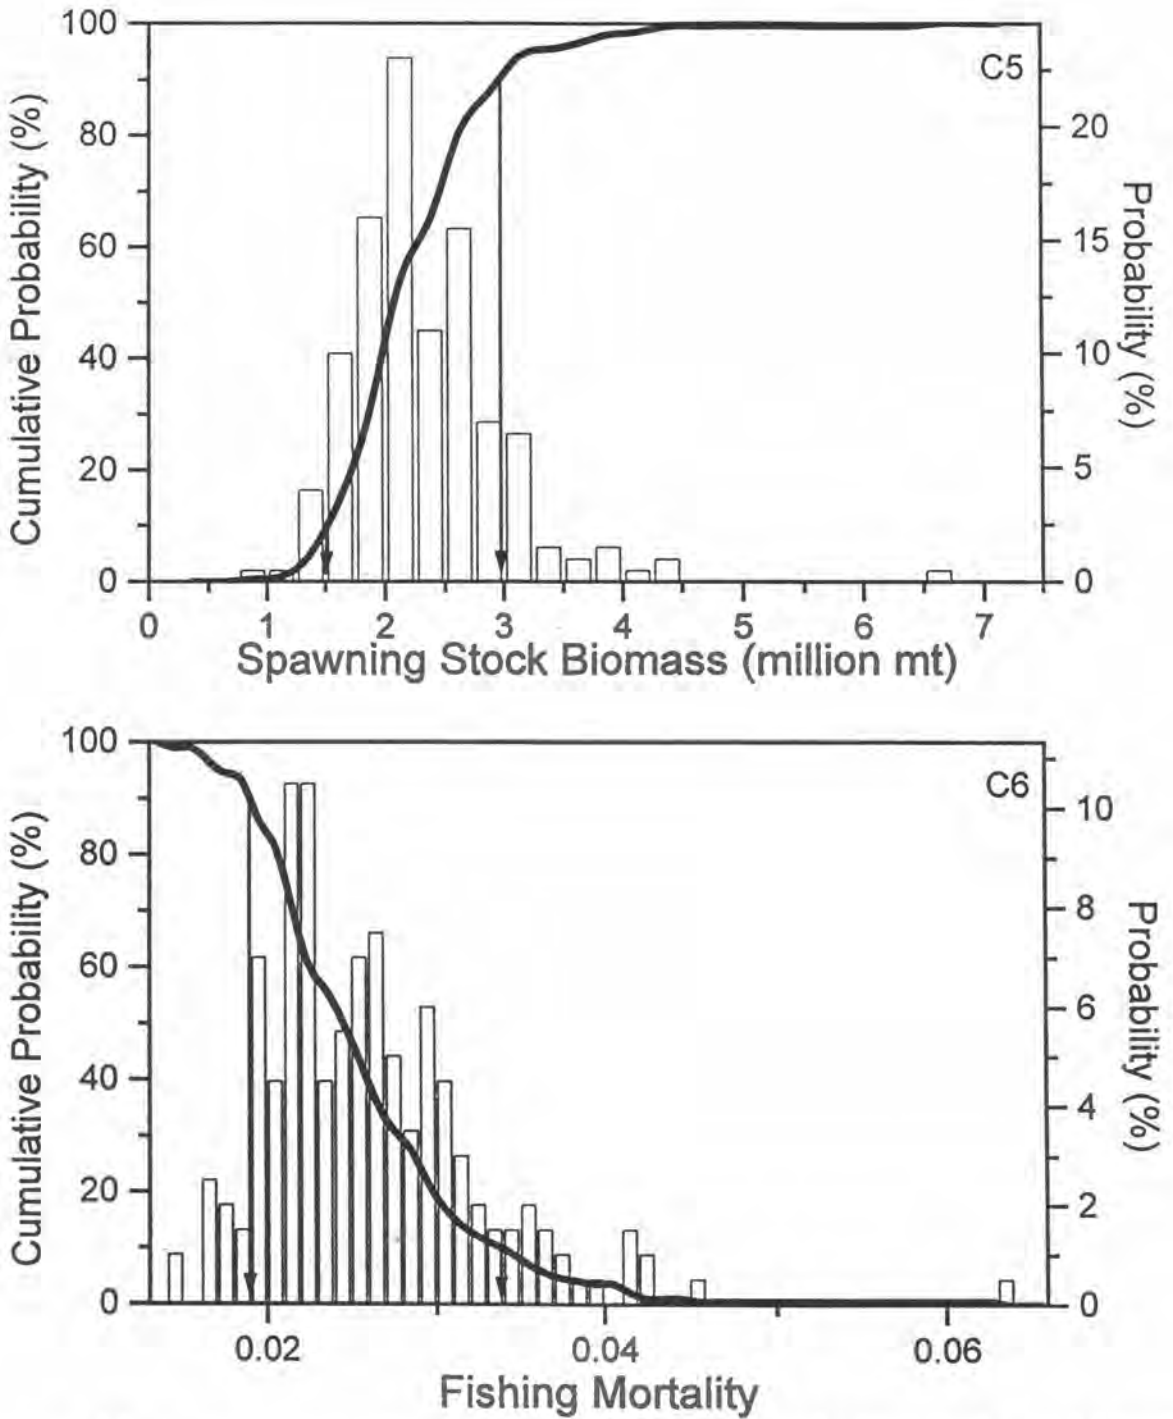 100
80
60
40
20
0
Cumulative Probability (%)
C5
20
15
10
5
0
Probability (%)
0 1 2 3 4 5 6 7
Spawning Stock Biomass (million mt)
100
80
60
40
20
0
Cumulative Probability (%)
C6
10
8
6
4
2
0
Probability (%)
0.02 0.04 0.06
Fishing Mortality